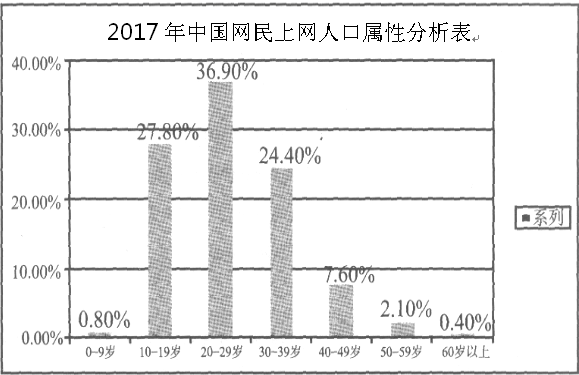 2017年中国网民上网人口属性分析表
40.00%
30.00%
20.00%
10.00%
0.00%
0.80%
27.80%
36.90%
24.40%
7.60%
2.10%
0.40%
0-9岁
10-19岁
20-29岁
30-39岁
40-49岁
50-59岁
60岁以上
系列